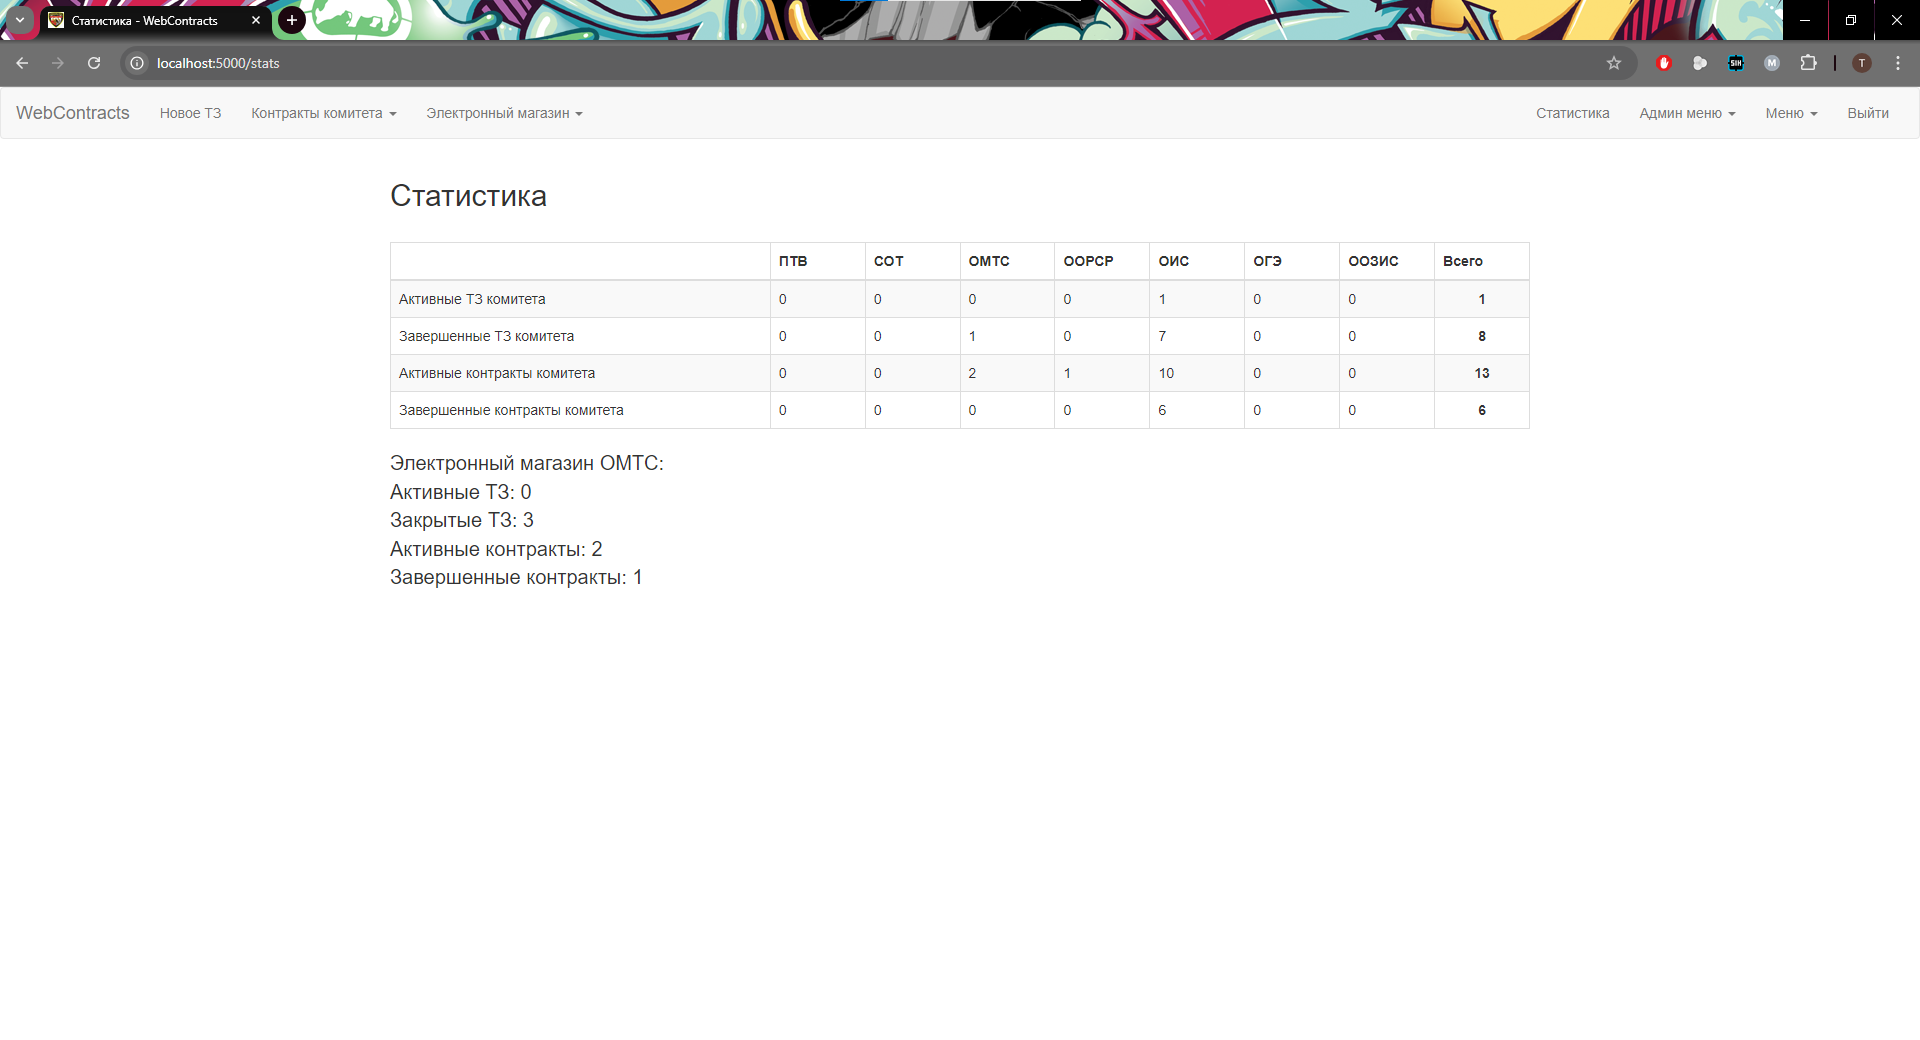 Статистика - WebContracts
localhost:5000/stats
SIH
M
T
WebContracts Новое ТЗ Контракты комитета Электронный магазин Статистика Админ меню Меню Выйти
Статистика
ПТВ СОТ ОМТС ООРСР ОИС ОГЭ ООЗИС Всего
Активные ТЗ комитета 0 0 0 0 1 0 0 1
Завершенные ТЗ комитета 0 0 1 0 7 0 0 8
Активные контракты комитета 0 0 2 1 10 0 0 13
Завершенные контракты комитета 0 0 0 0 6 0 0 6
Электронный магазин ОМТС:
Активные ТЗ: 0
Закрытые ТЗ: 3
Активные контракты: 2
Завершенные контракты: 1